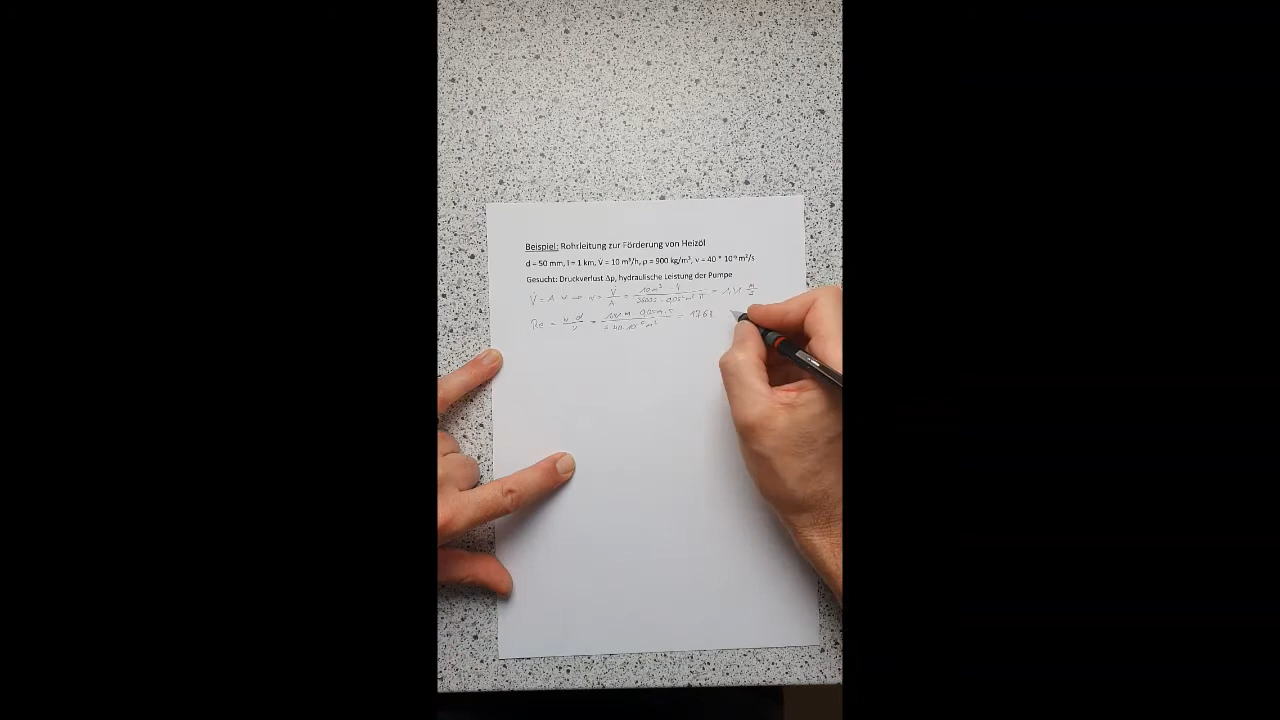 Beispiel: Rohrleitung zur Förderung von Heizöl
d = 50 mm, l = 1 km, V̇ = 10 m³/h, ρ = 900 kg/m³, ν = 40 * 10⁻⁶ m²/s
Gesucht: Druckverlust Δp, hydraulische Leistung der Pumpe
V̇ = A · w ⇒ w = V̇/A = 10 m³ · 4 / 3600 s · 0,05² m² π = 1,41 m/s
Re = w · d / ν = 1,41 m · 0,05 m · s / s · 40 · 10⁻⁶ m² = 1768